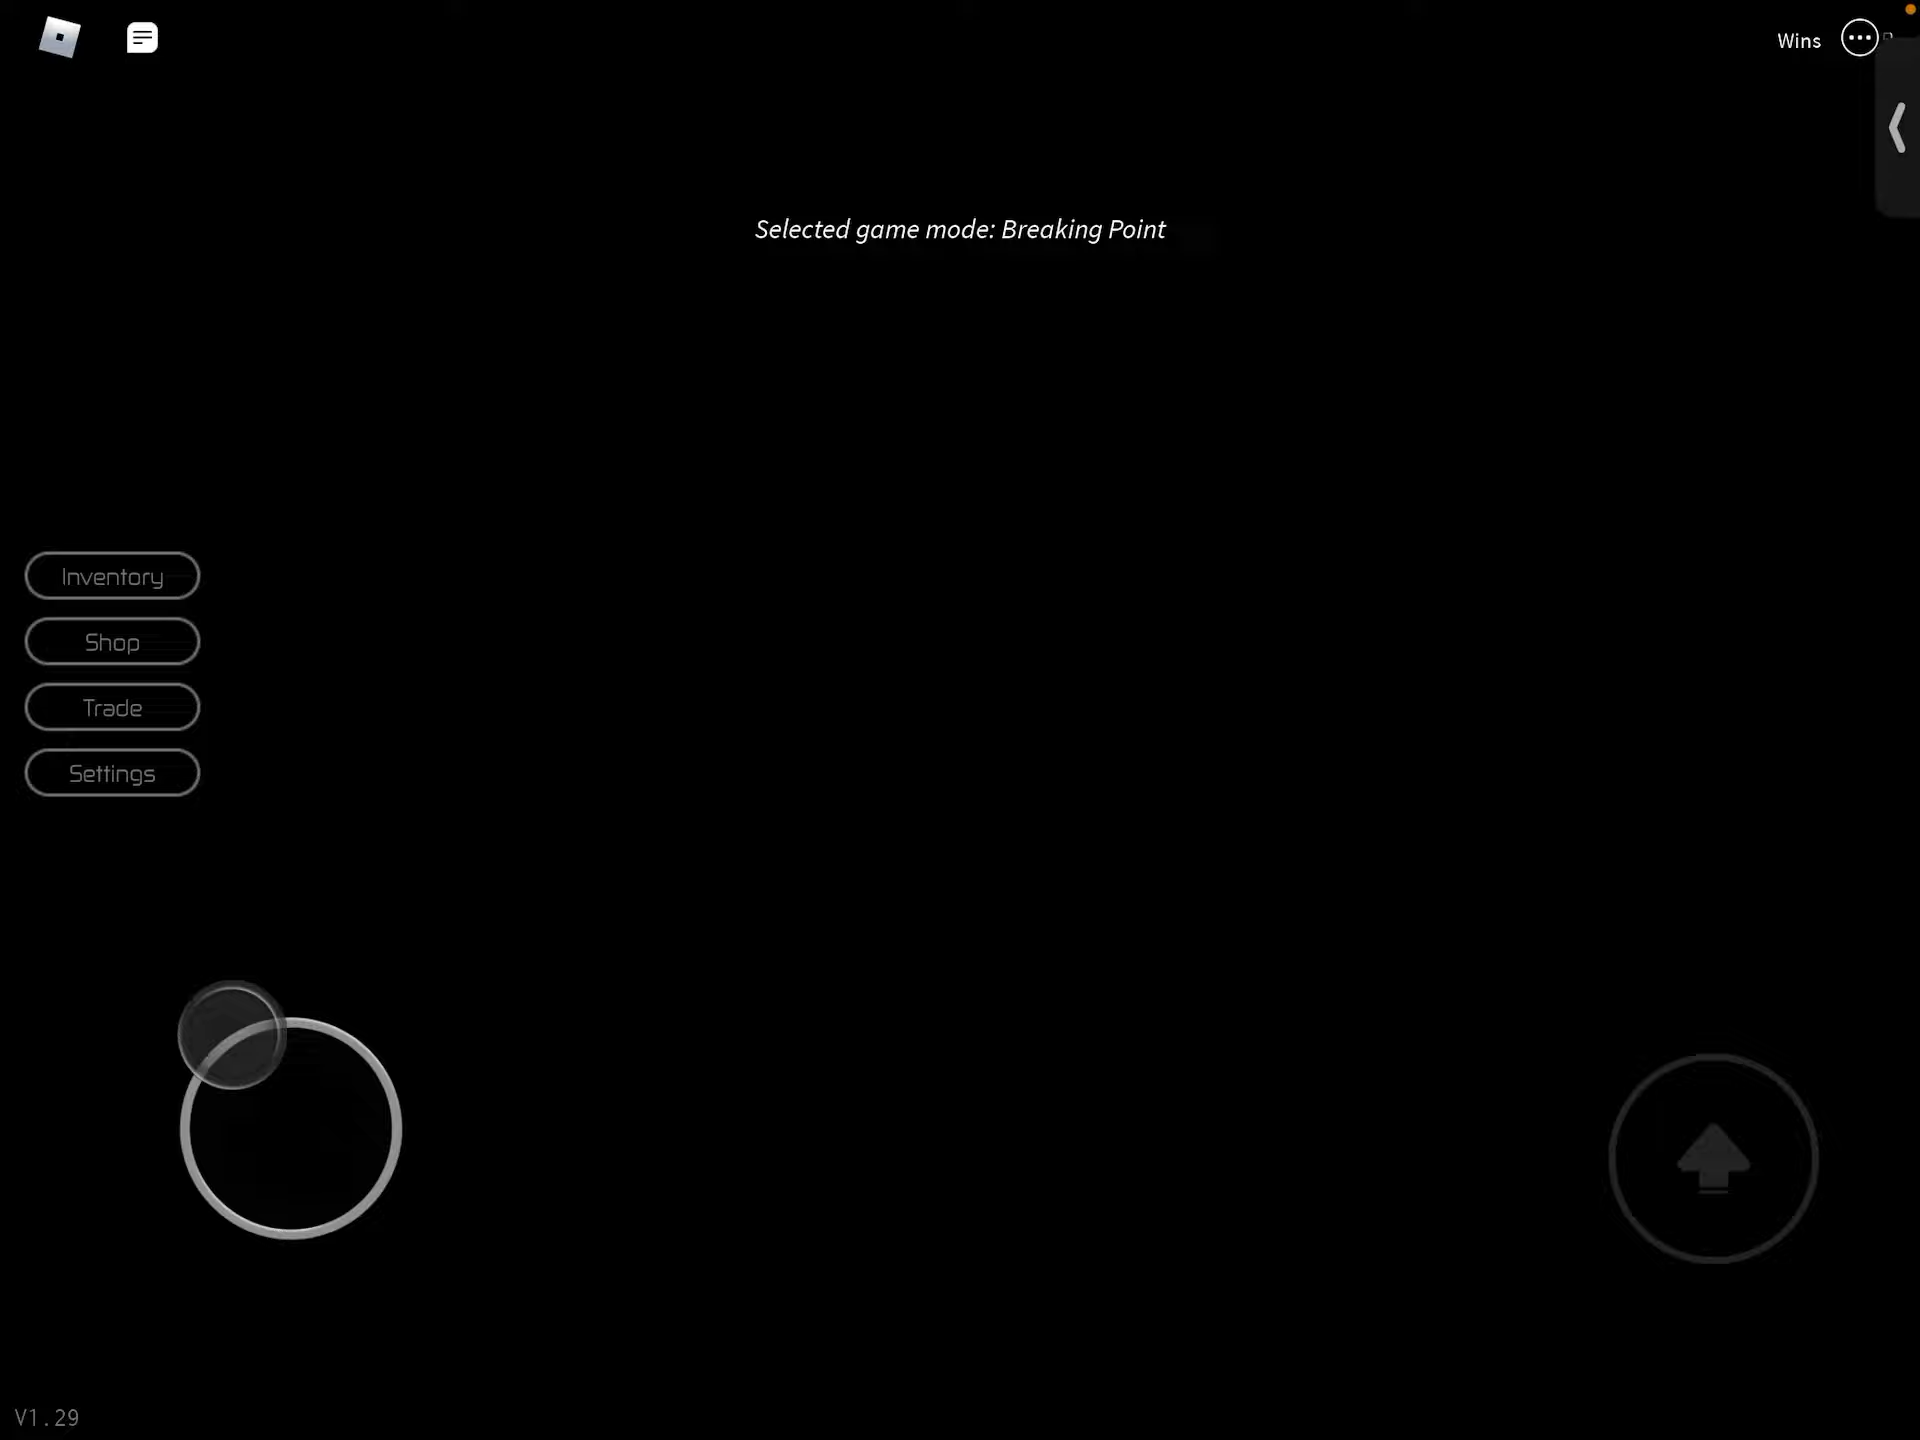 Wins
Selected game mode: Breaking Point
Inventory
Shop
Trade
Settings
V1.29